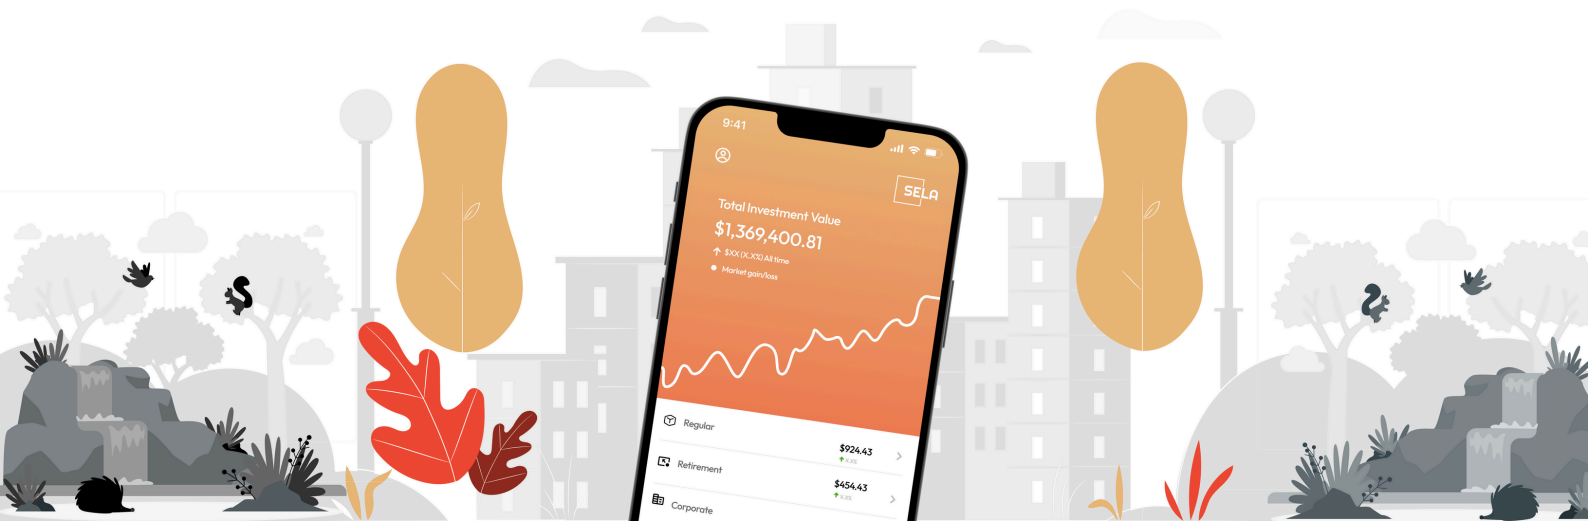 9:41
SELA
Total Investment Value
$1,369,400.81
$XX (X.X%) All time
Market gain/loss
Regular
$924.43
X.X%
Retirement
$454.43
X.X%
Corporate